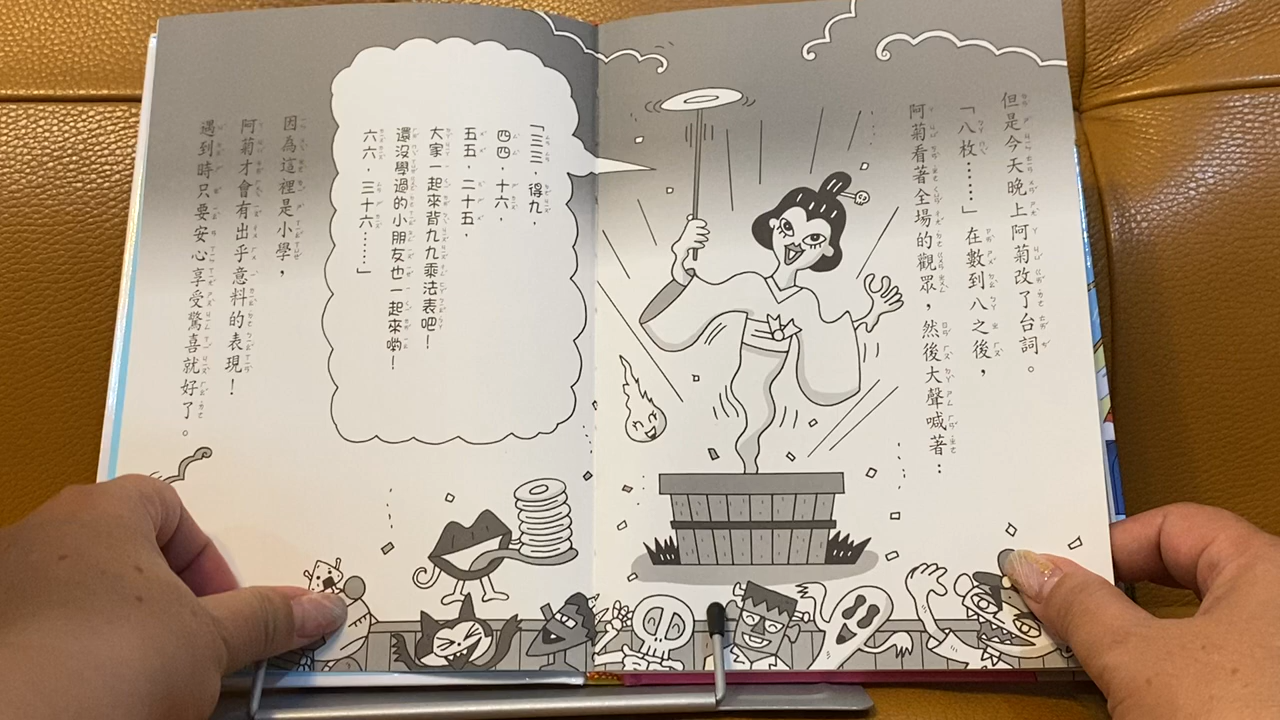 但是今天晚上阿菊改了台詞。
「八枚……」在數到八之後，
阿菊看著全場的觀眾，然後大聲喊著：
「三三，得九，
四四，十六，
五五，二十五，
大家一起來背九九乘法表吧！
還沒學過的小朋友也一起來喲！
六六，三十六……」
因為這裡是小學，
阿菊才會有出乎意料的表現！
遇到時只要安心享受驚喜就好了。